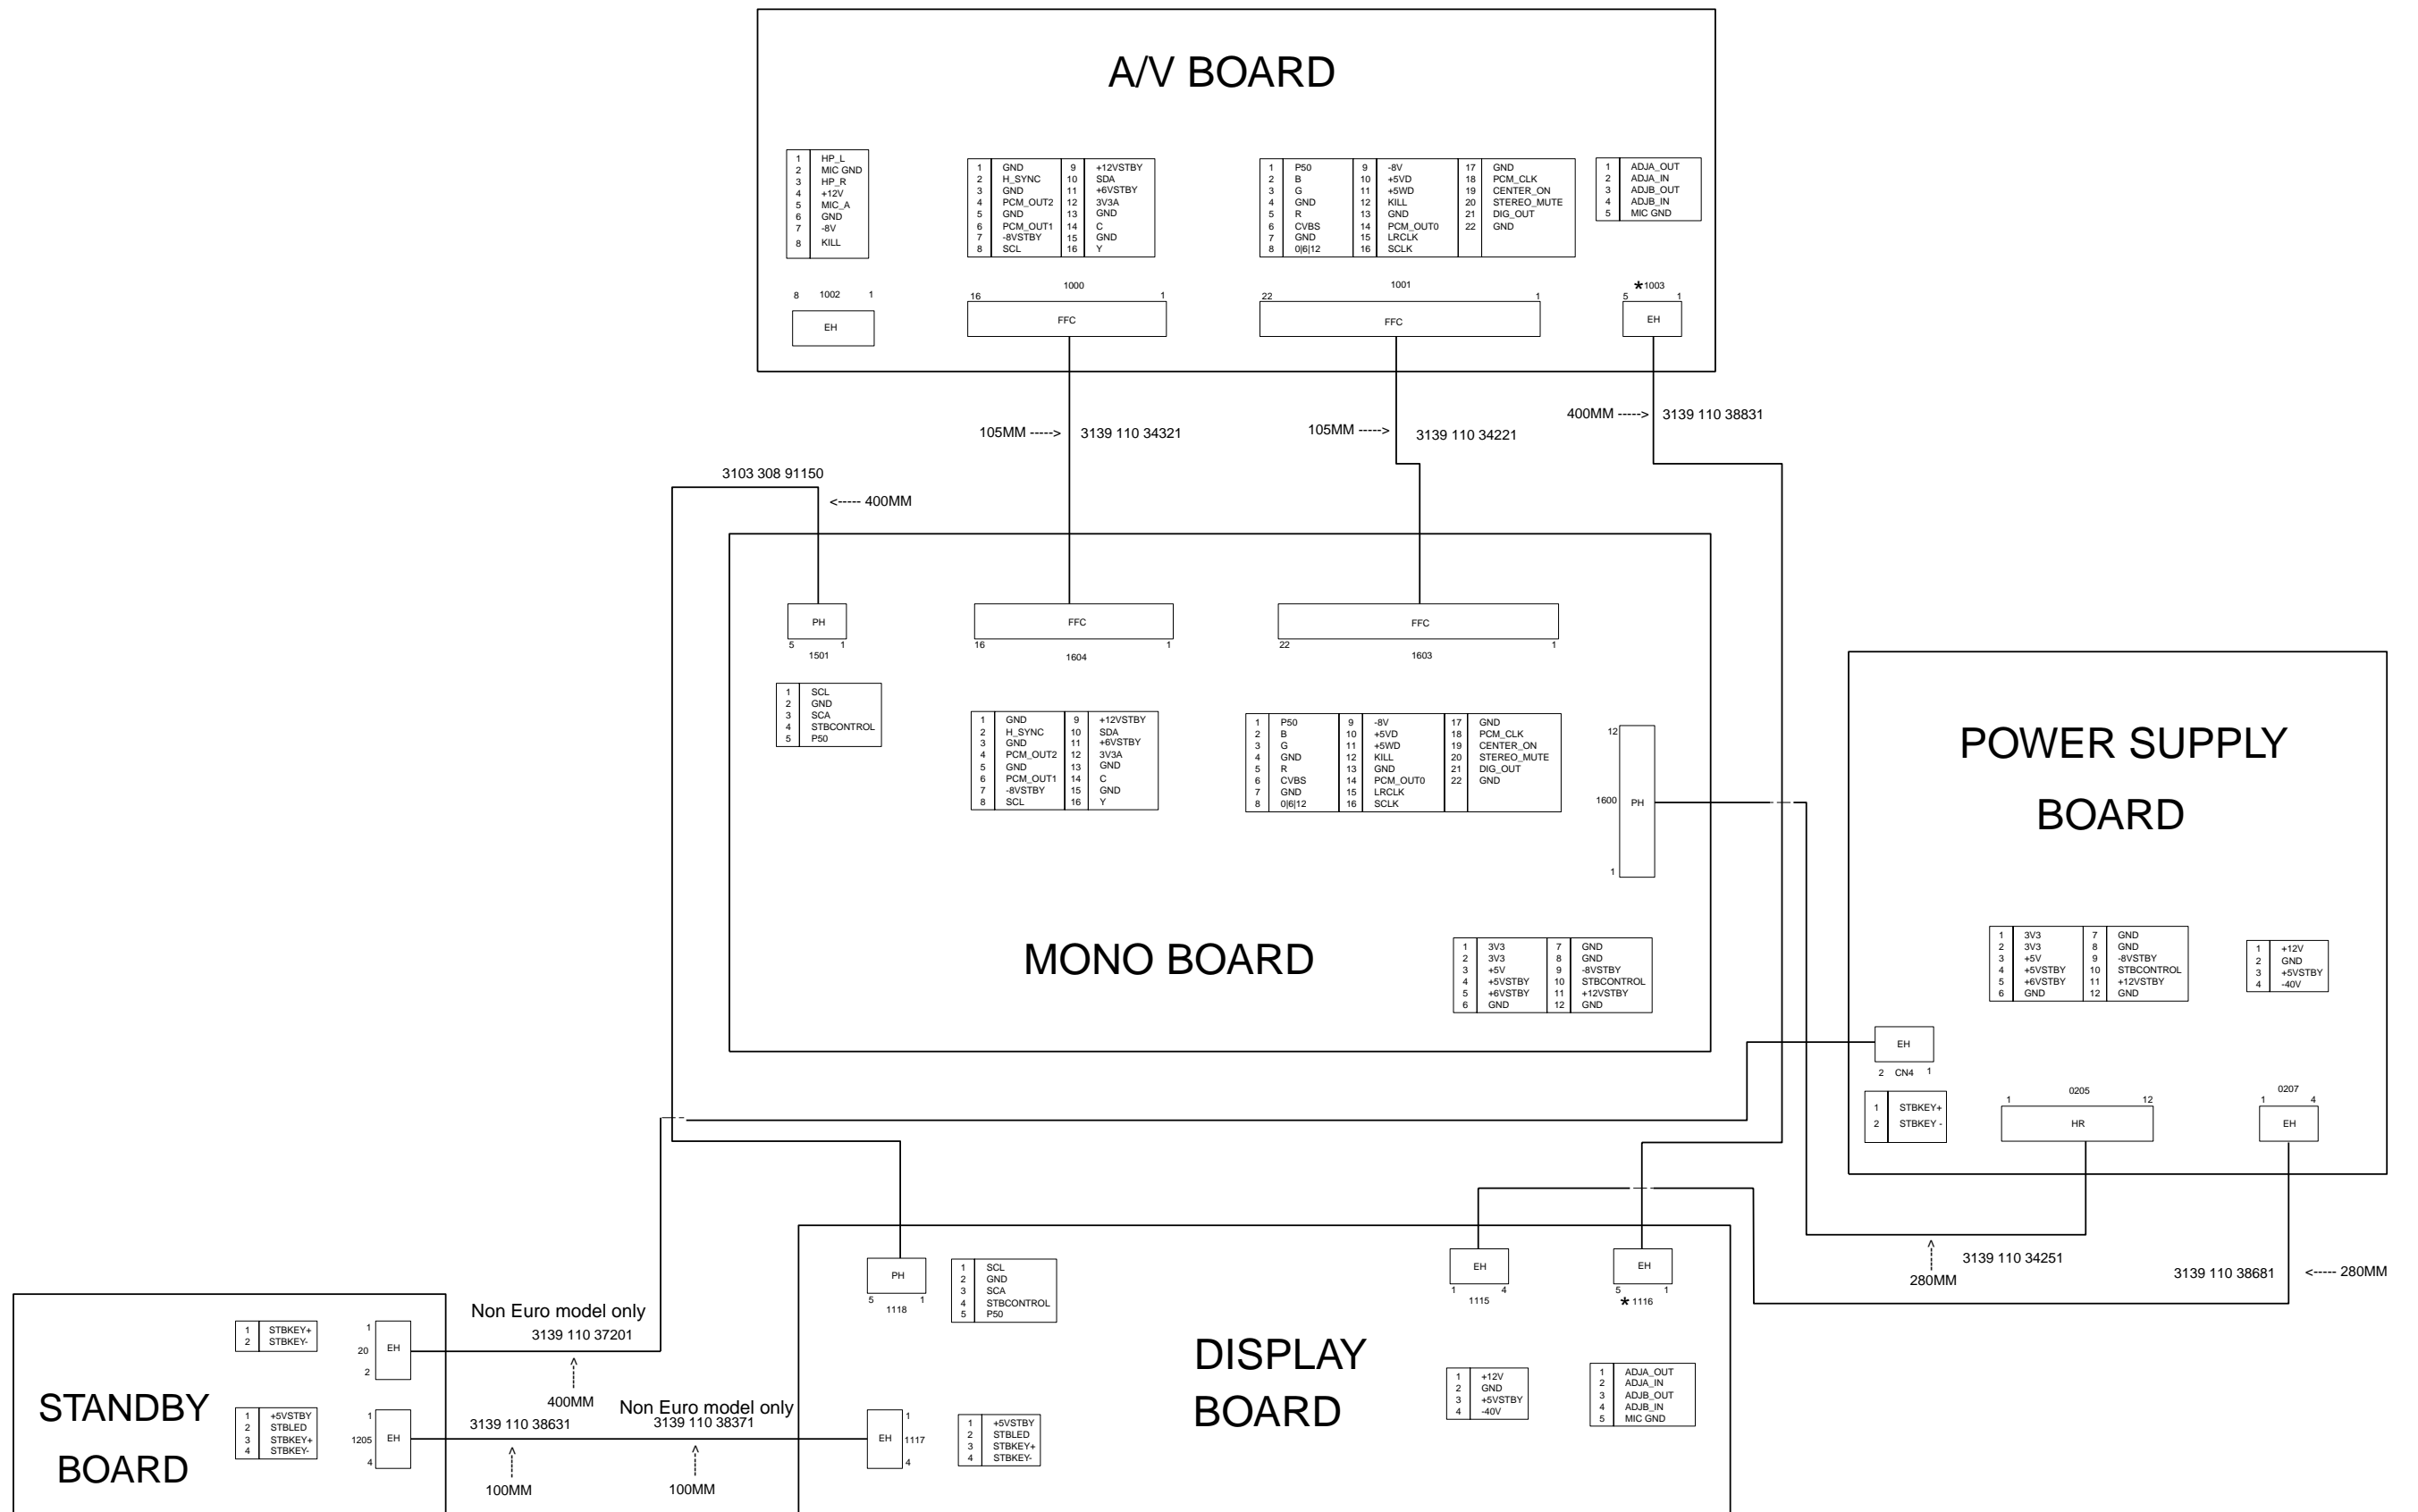 A/V BOARD
1 HP_L
2 MIC GND
3 HP_R
4 +12V
5 MIC_A
6 GND
7 -8V
8 KILL
1 GND 9 +12VSTBY
2 H_SYNC 10 SDA
3 GND 11 +6VSTBY
4 PCM_OUT2 12 3V3A
5 GND 13 GND
6 PCM_OUT1 14 C
7 -8VSTBY 15 GND
8 SCL 16 Y
1 P50 9 -8V 17 GND
2 B 10 +5VD 18 PCM_CLK
3 G 11 +5WD 19 CENTER_ON
4 GND 12 KILL 20 STEREO_MUTE
5 R 13 GND 21 DIG_OUT
6 CVBS 14 PCM_OUT0 22 GND
7 GND 15 LRCLK
8 0|6|12 16 SCLK
1 ADJA_OUT
2 ADJA_IN
3 ADJB_OUT
4 ADJB_IN
5 MIC GND
8 1002 1
EH
1000
16 1
FFC
1001
22 1
FFC
*1003
5 1
EH
105MM -----> 3139 110 34321
105MM -----> 3139 110 34221
400MM -----> 3139 110 38831
3103 308 91150
<----- 400MM
PH
5 1
1501
FFC
16 1
1604
FFC
22 1
1603
1 SCL
2 GND
3 SCA
4 STBCONTROL
5 P50
1 GND 9 +12VSTBY
2 H_SYNC 10 SDA
3 GND 11 +6VSTBY
4 PCM_OUT2 12 3V3A
5 GND 13 GND
6 PCM_OUT1 14 C
7 -8VSTBY 15 GND
8 SCL 16 Y
1 P50 9 -8V 17 GND
2 B 10 +5VD 18 PCM_CLK
3 G 11 +5WD 19 CENTER_ON
4 GND 12 KILL 20 STEREO_MUTE
5 R 13 GND 21 DIG_OUT
6 CVBS 14 PCM_OUT0 22 GND
7 GND 15 LRCLK
8 0|6|12 16 SCLK
12
1600 PH
1
MONO BOARD
1 3V3 7 GND
2 3V3 8 GND
3 +5V 9 -8VSTBY
4 +5VSTBY 10 STBCONTROL
5 +6VSTBY 11 +12VSTBY
6 GND 12 GND
POWER SUPPLY
BOARD
1 3V3 7 GND
2 3V3 8 GND
3 +5V 9 -8VSTBY
4 +5VSTBY 10 STBCONTROL
5 +6VSTBY 11 +12VSTBY
6 GND 12 GND
1 +12V
2 GND
3 +5VSTBY
4 -40V
EH
2 CN4 1
1 STBKEY+
2 STBKEY -
0205
1 12
HR
0207
1 4
EH
3139 110 34251
280MM
3139 110 38681 <----- 280MM
PH
5 1
1118
1 SCL
2 GND
3 SCA
4 STBCONTROL
5 P50
EH
1 4
1115
EH
5 1
*1116
DISPLAY
BOARD
1 +12V
2 GND
3 +5VSTBY
4 -40V
1 ADJA_OUT
2 ADJA_IN
3 ADJB_OUT
4 ADJB_IN
5 MIC GND
1
EH 1117
4
1 +5VSTBY
2 STBLED
3 STBKEY+
4 STBKEY-
Non Euro model only
3139 110 37201
400MM
3139 110 38631
100MM
Non Euro model only
3139 110 38371
100MM
STANDBY
BOARD
1 STBKEY+
2 STBKEY-
1
20 EH
2
1 +5VSTBY
2 STBLED
3 STBKEY+
4 STBKEY-
1
1205 EH
4